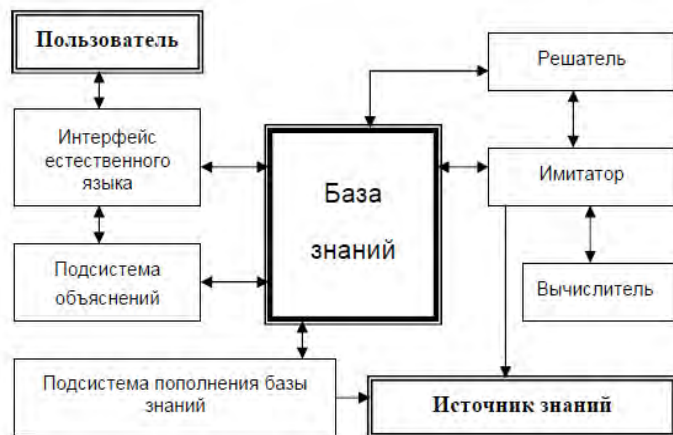 Пользователь
Интерфейс
естественного
языка
Подсистема
объяснений
Подсистема пополнения базы
знаний
База
знаний
Решатель
Имитатор
Вычислитель
Источник знаний